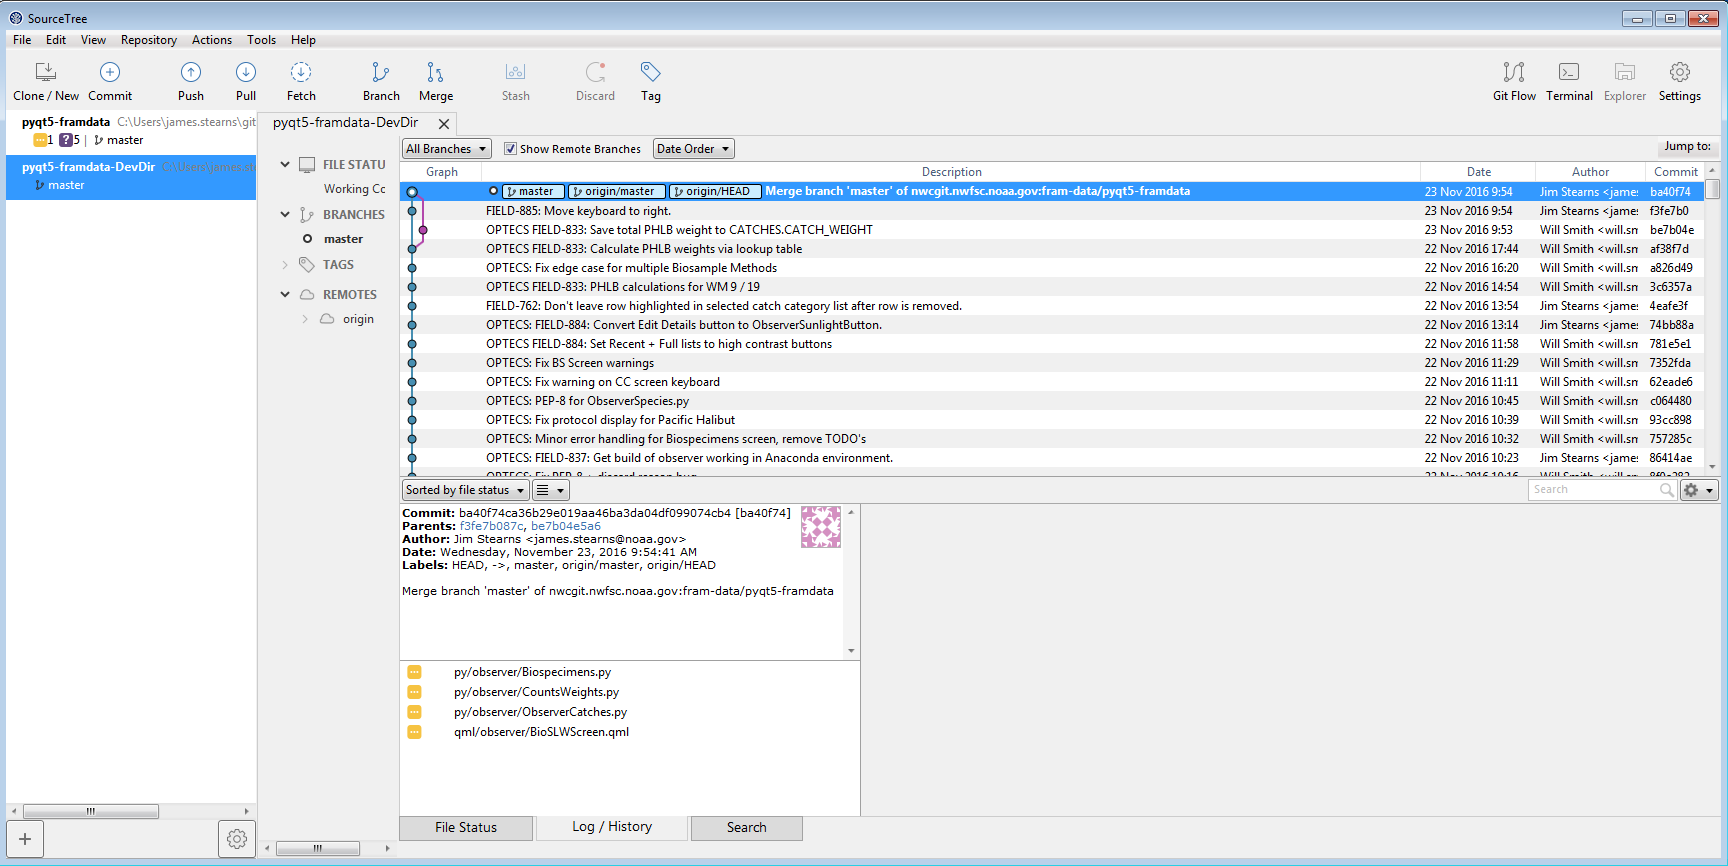 SourceTree
File Edit View Repository Actions Tools Help
Clone / New Commit Push Pull Fetch Branch Merge Stash Discard Tag Git Flow Terminal Explorer Settings
pyqt5-framdata C:\Users\james.stearns\git
1 ?5 | master
pyqt5-framdata-DevDir C:\Users\james.st
master
pyqt5-framdata-DevDir
FILE STATU
Working Cc
BRANCHES
master
TAGS
REMOTES
origin
All Branches Show Remote Branches Date Order Jump to:
Graph Description Date Author Commit
master origin/master origin/HEAD Merge branch 'master' of nwcgit.nwfsc.noaa.gov:fram-data/pyqt5-framdata 23 Nov 2016 9:54 Jim Stearns <james ba40f74
FIELD-885: Move keyboard to right. 23 Nov 2016 9:54 Jim Stearns <james f3fe7b0
OPTECS FIELD-833: Save total PHLB weight to CATCHES.CATCH_WEIGHT 23 Nov 2016 9:53 Will Smith <will.sm be7b04e
OPTECS FIELD-833: Calculate PHLB weights via lookup table 22 Nov 2016 17:44 Will Smith <will.sm af38f7d
OPTECS: Fix edge case for multiple Biosample Methods 22 Nov 2016 16:20 Will Smith <will.sm a826d49
OPTECS FIELD-833: PHLB calculations for WM 9 / 19 22 Nov 2016 14:54 Will Smith <will.sm 3c6357a
FIELD-762: Don't leave row highlighted in selected catch category list after row is removed. 22 Nov 2016 13:54 Jim Stearns <james 4eafe3f
OPTECS: FIELD-884: Convert Edit Details button to ObserverSunlightButton. 22 Nov 2016 13:14 Jim Stearns <james 74bb88a
OPTECS FIELD-884: Set Recent + Full lists to high contrast buttons 22 Nov 2016 11:58 Will Smith <will.sm 781e5e1
OPTECS: Fix BS Screen warnings 22 Nov 2016 11:29 Will Smith <will.sm 7352fda
OPTECS: Fix warning on CC screen keyboard 22 Nov 2016 11:11 Will Smith <will.sm 62eade6
OPTECS: PEP-8 for ObserverSpecies.py 22 Nov 2016 10:45 Will Smith <will.sm c064480
OPTECS: Fix protocol display for Pacific Halibut 22 Nov 2016 10:39 Will Smith <will.sm 93cc898
OPTECS: Minor error handling for Biospecimens screen, remove TODO's 22 Nov 2016 10:32 Will Smith <will.sm 757285c
OPTECS: FIELD-837: Get build of observer working in Anaconda environment. 22 Nov 2016 10:23 Jim Stearns <james 86414ae
Sorted by file status Search
Commit: ba40f74ca36b29e019aa46ba3da04df099074cb4 [ba40f74]
Parents: f3fe7b087c, be7b04e5a6
Author: Jim Stearns <james.stearns@noaa.gov>
Date: Wednesday, November 23, 2016 9:54:41 AM
Labels: HEAD, ->, master, origin/master, origin/HEAD
Merge branch 'master' of nwcgit.nwfsc.noaa.gov:fram-data/pyqt5-framdata
py/observer/Biospecimens.py
py/observer/CountsWeights.py
py/observer/ObserverCatches.py
qml/observer/BioSLWScreen.qml
File Status Log / History Search